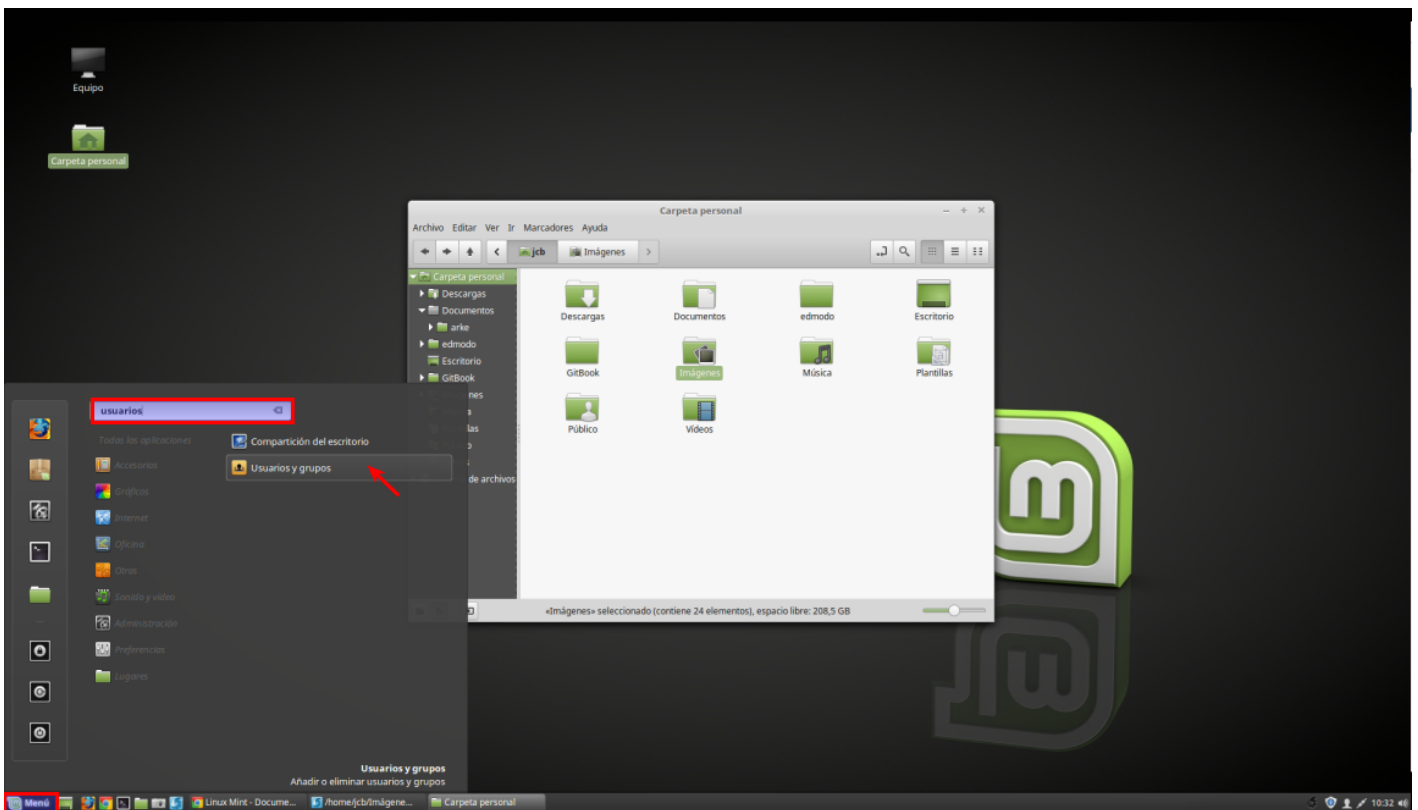 Equipo
Carpeta personal
Carpeta personal
Archivo Editar Ver Ir Marcadores Ayuda
jcb Imágenes
Carpeta personal
Descargas
Documentos
arke
edmodo
Escritorio
GitBook
nes
a
las
o
s
de archivos
Descargas Documentos edmodo Escritorio
GitBook Imágenes Música Plantillas
Público Vídeos
«Imágenes» seleccionado (contiene 24 elementos), espacio libre: 208,5 GB
usuarios
Todas las aplicaciones
Accesorios
Gráficos
Internet
Oficina
Otros
Sonido y vídeo
Administración
Preferencias
Lugares
Compartición del escritorio
Usuarios y grupos
Usuarios y grupos
Añadir o eliminar usuarios y grupos
Menú Linux Mint - Docume... /home/jcb/Imágene... Carpeta personal 10:32